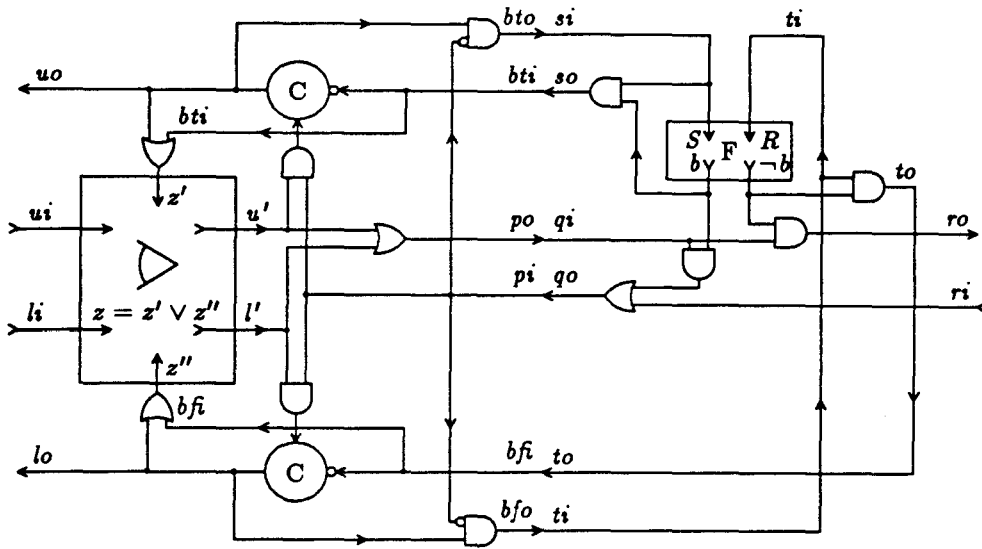 bto si ti
uo C bti so
bti S F R
b ¬b to
z'
ui u' po qi ro
pi qo ri
li z = z' ∨ z'' l'
z''
bfi
lo C bfi to
bfo ti